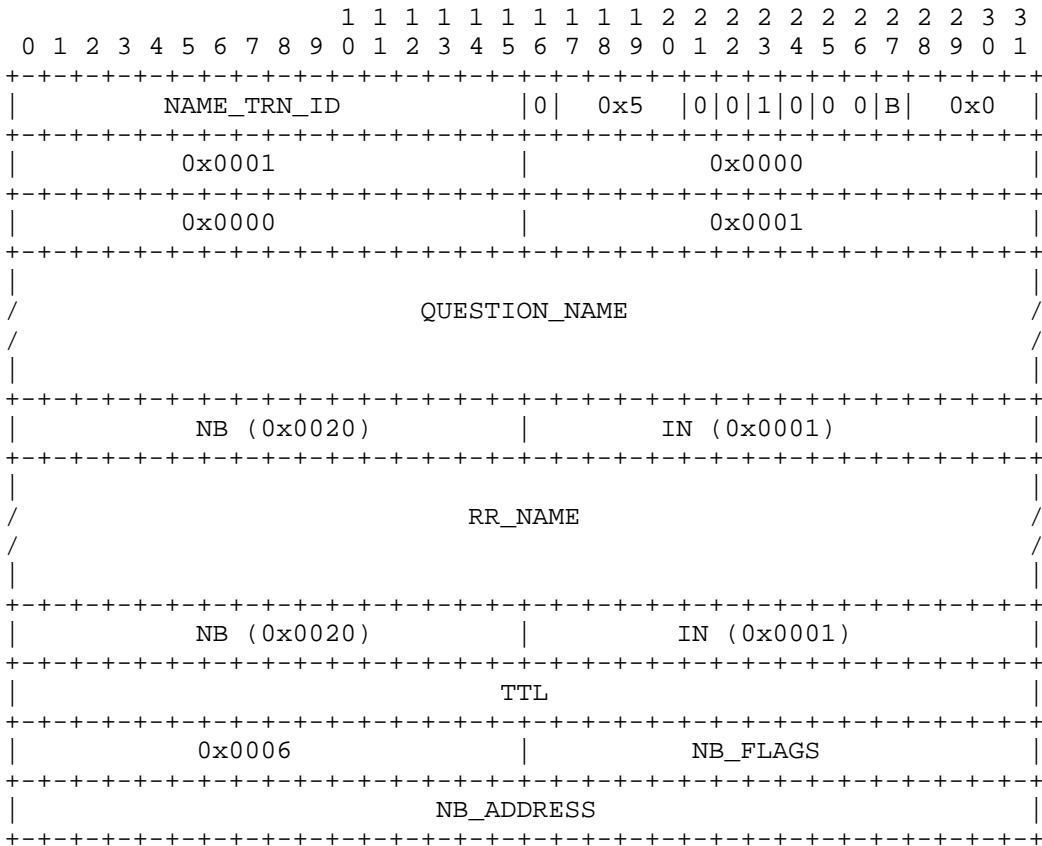 1 1 1 1 1 1 1 1 1 1 2 2 2 2 2 2 2 2 2 2 3 3
 0 1 2 3 4 5 6 7 8 9 0 1 2 3 4 5 6 7 8 9 0 1 2 3 4 5 6 7 8 9 0 1
+-+-+-+-+-+-+-+-+-+-+-+-+-+-+-+-+-+-+-+-+-+-+-+-+-+-+-+-+-+-+-+-+
|         NAME_TRN_ID           |0|  0x5  |0|0|1|0|0 0|B|  0x0  |
+-+-+-+-+-+-+-+-+-+-+-+-+-+-+-+-+-+-+-+-+-+-+-+-+-+-+-+-+-+-+-+-+
|          0x0001               |           0x0000              |
+-+-+-+-+-+-+-+-+-+-+-+-+-+-+-+-+-+-+-+-+-+-+-+-+-+-+-+-+-+-+-+-+
|          0x0000               |           0x0001              |
+-+-+-+-+-+-+-+-+-+-+-+-+-+-+-+-+-+-+-+-+-+-+-+-+-+-+-+-+-+-+-+-+
|                                                               |
/                         QUESTION_NAME                         /
/                                                               /
|                                                               |
+-+-+-+-+-+-+-+-+-+-+-+-+-+-+-+-+-+-+-+-+-+-+-+-+-+-+-+-+-+-+-+-+
|           NB (0x0020)         |        IN (0x0001)            |
+-+-+-+-+-+-+-+-+-+-+-+-+-+-+-+-+-+-+-+-+-+-+-+-+-+-+-+-+-+-+-+-+
|                                                               |
/                            RR_NAME                            /
/                                                               /
|                                                               |
+-+-+-+-+-+-+-+-+-+-+-+-+-+-+-+-+-+-+-+-+-+-+-+-+-+-+-+-+-+-+-+-+
|           NB (0x0020)         |         IN (0x0001)           |
+-+-+-+-+-+-+-+-+-+-+-+-+-+-+-+-+-+-+-+-+-+-+-+-+-+-+-+-+-+-+-+-+
|                              TTL                              |
+-+-+-+-+-+-+-+-+-+-+-+-+-+-+-+-+-+-+-+-+-+-+-+-+-+-+-+-+-+-+-+-+
|           0x0006              |          NB_FLAGS             |
+-+-+-+-+-+-+-+-+-+-+-+-+-+-+-+-+-+-+-+-+-+-+-+-+-+-+-+-+-+-+-+-+
|                          NB_ADDRESS                           |
+-+-+-+-+-+-+-+-+-+-+-+-+-+-+-+-+-+-+-+-+-+-+-+-+-+-+-+-+-+-+-+-+